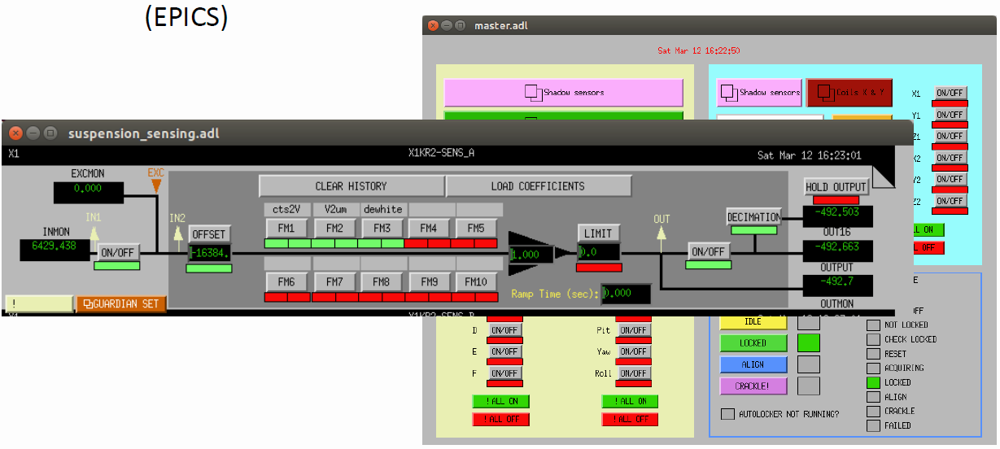 (EPICS)
master.adl
Sat Mar 12 16:22:50
Shadow sensors
Shadow sensors
Coils X & Y
X1 ON/OFF
Y1 ON/OFF
Z1 ON/OFF
X2 ON/OFF
Y2 ON/OFF
Z2 ON/OFF
LL ON
L OFF
suspension_sensing.adl
X1
X1KR2-SENS_A
Sat Mar 12 16:23:01
EXCMON
0.000
EXC
IN1
INMON
6429.438
ON/OFF
IN2
OFFSET
-16384.
CLEAR HISTORY
LOAD COEFFICIENTS
cts2V V2um dewhite
FM1 FM2 FM3 FM4 FM5
FM6 FM7 FM8 FM9 FM10
1.000
LIMIT
0.0
Ramp Time (sec): 0.000
OUT
ON/OFF
DECIMATION
HOLD OUTPUT
-492.503
OUT16
-492.663
OUTPUT
-492.7
OUTMON
!
GUARDIAN SET
X1KR2-SENS_B
D ON/OFF
E ON/OFF
F ON/OFF
! ALL ON
! ALL OFF
Pit ON/OFF
Yaw ON/OFF
Roll ON/OFF
! ALL ON
! ALL OFF
E
IDLE
LOCKED
ALIGN
CRACKLE!
AUTOLOCKER NOT RUNNING?
OFF
NOT LOCKED
CHECK LOCKED
RESET
ACQUIRING
LOCKED
ALIGN
CRACKLE
FAILED